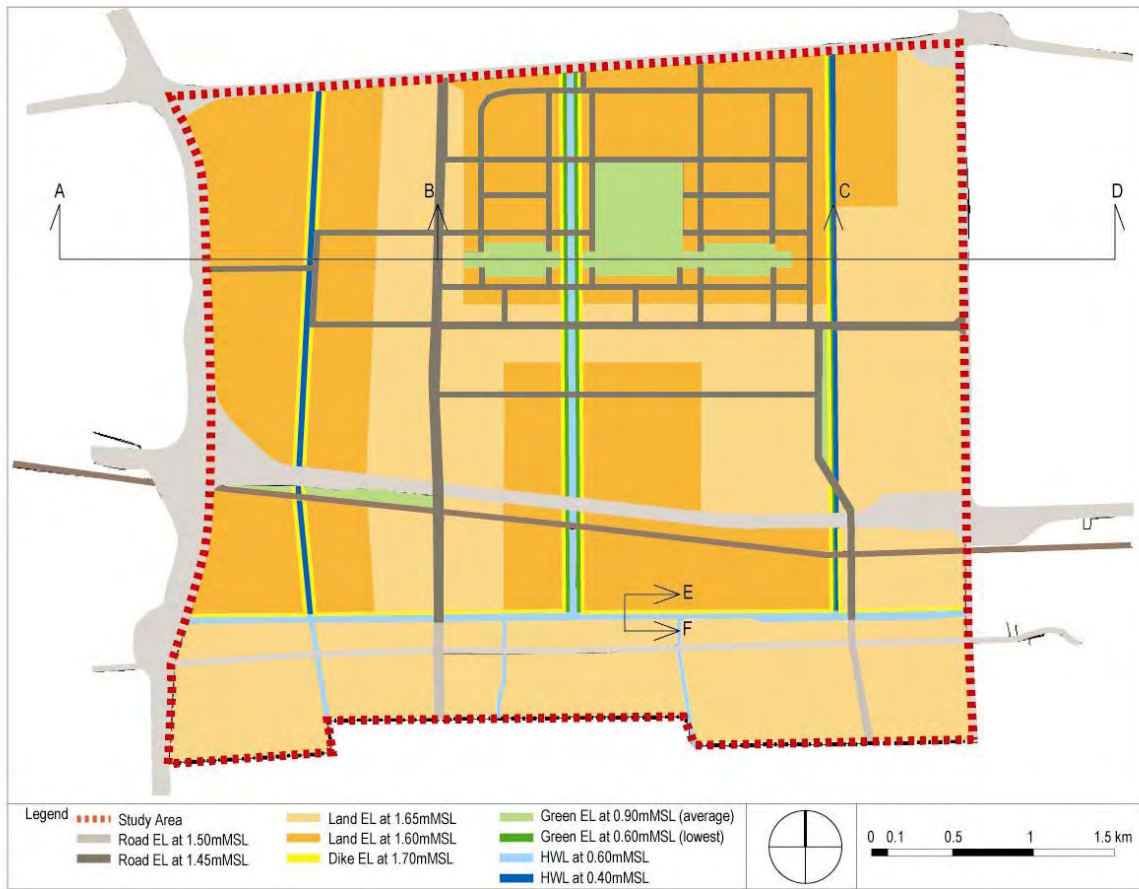 A
B
C
D
E
F
Legend
Study Area
Road EL at 1.50mMSL
Road EL at 1.45mMSL
Land EL at 1.65mMSL
Land EL at 1.60mMSL
Dike EL at 1.70mMSL
Green EL at 0.90mMSL (average)
Green EL at 0.60mMSL (lowest)
HWL at 0.60mMSL
HWL at 0.40mMSL
0 0.1 0.5 1 1.5 km